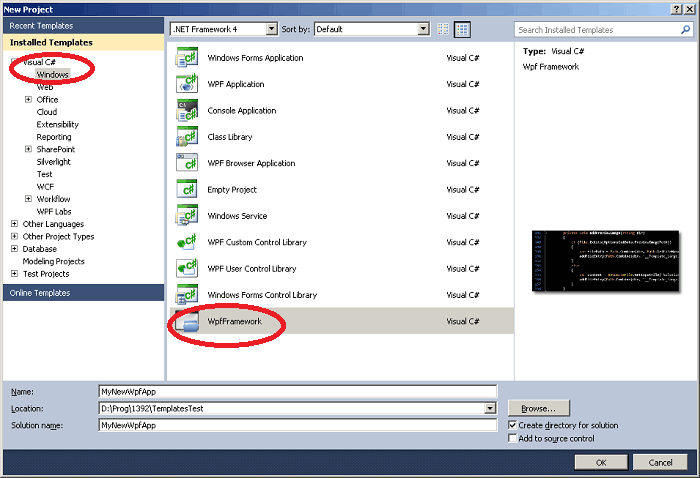 New Project
Recent Templates
.NET Framework 4
Sort by:
Default
Search Installed Templates
Installed Templates
Visual C#
Windows
Web
Office
Cloud
Extensibility
Reporting
SharePoint
Silverlight
Test
WCF
Workflow
WPF Labs
Other Languages
Other Project Types
Database
Modeling Projects
Test Projects
Online Templates
Windows Forms Application Visual C#
WPF Application Visual C#
Console Application Visual C#
Class Library Visual C#
WPF Browser Application Visual C#
Empty Project Visual C#
Windows Service Visual C#
WPF Custom Control Library Visual C#
WPF User Control Library Visual C#
Windows Forms Control Library Visual C#
WpfFramework Visual C#
Type: Visual C#
Wpf Framework
Name: MyNewWpfApp
Location: D:\Prog\1392\TemplatesTest
Browse...
Solution name: MyNewWpfApp
Create directory for solution
Add to source control
OK
Cancel